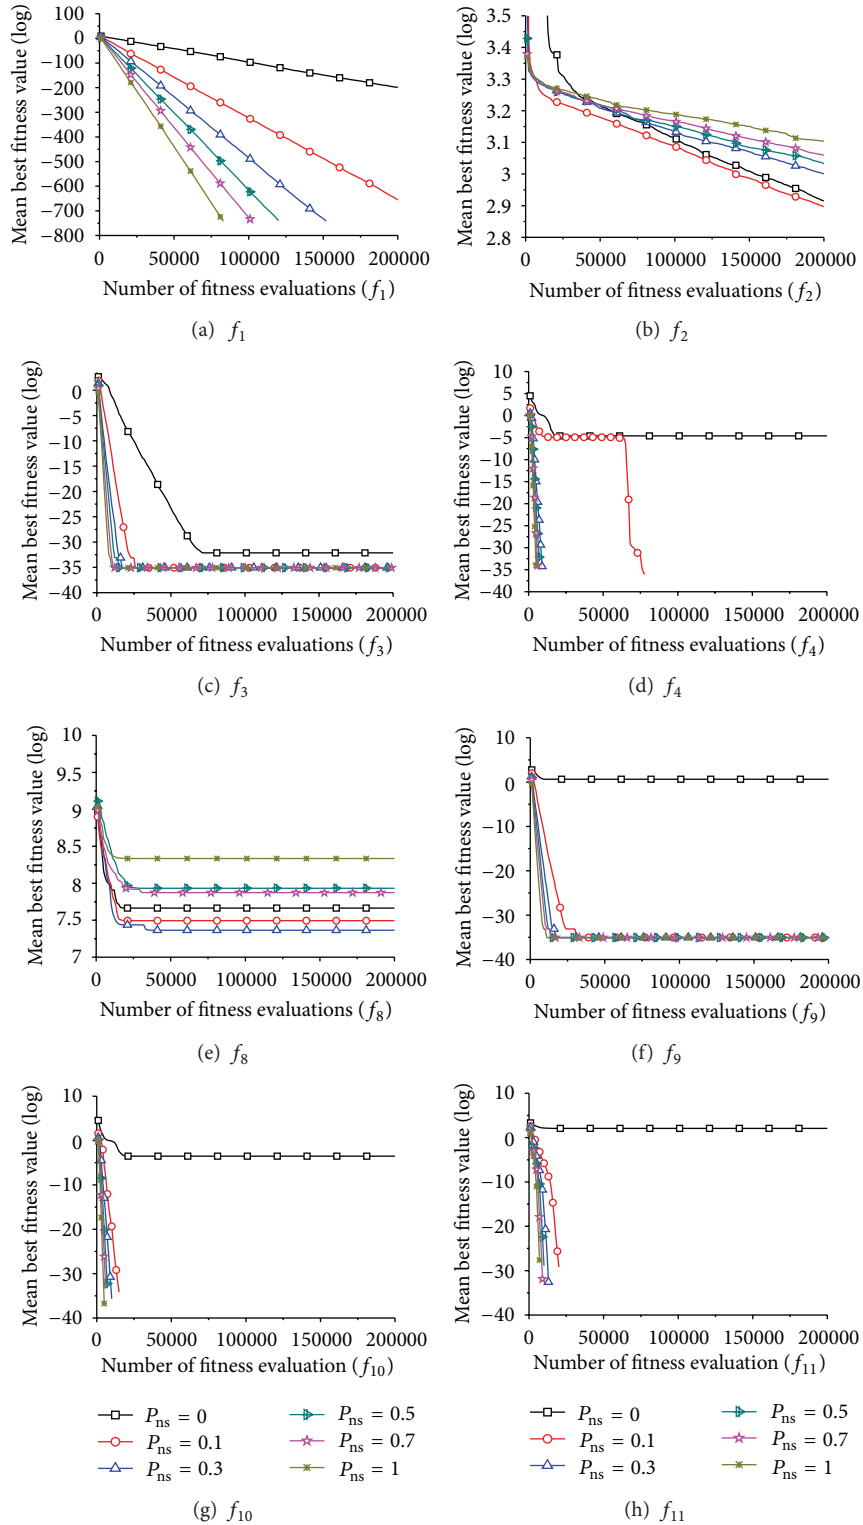 Mean best fitness value (log)
100
0
−100
−200
−300
−400
−500
−600
−700
−800
0 50000 100000 150000 200000
Number of fitness evaluations (f1)
(a) f1
Mean best fitness value (log)
3.5
3.4
3.3
3.2
3.1
3
2.9
2.8
0 50000 100000 150000 200000
Number of fitness evaluations (f2)
(b) f2
Mean best fitness value (log)
0
−5
−10
−15
−20
−25
−30
−35
−40
0 50000 100000 150000 200000
Number of fitness evaluations (f3)
(c) f3
Mean best fitness value (log)
10
5
0
−5
−10
−15
−20
−25
−30
−35
−40
0 50000 100000 150000 200000
Number of fitness evaluations (f4)
(d) f4
Mean best fitness value (log)
10
9.5
9
8.5
8
7.5
7
0 50000 100000 150000 200000
Number of fitness evaluations (f8)
(e) f8
Mean best fitness value (log)
10
0
−10
−20
−30
−40
0 50000 100000 150000 200000
Number of fitness evaluations (f9)
(f) f9
Mean best fitness value (log)
10
0
−10
−20
−30
−40
0 50000 100000 150000 200000
Number of fitness evaluation (f10)
Pns = 0
Pns = 0.1
Pns = 0.3
Pns = 0.5
Pns = 0.7
Pns = 1
(g) f10
Mean best fitness value (log)
10
0
−10
−20
−30
−40
0 50000 100000 150000 200000
Number of fitness evaluation (f11)
Pns = 0
Pns = 0.1
Pns = 0.3
Pns = 0.5
Pns = 0.7
Pns = 1
(h) f11